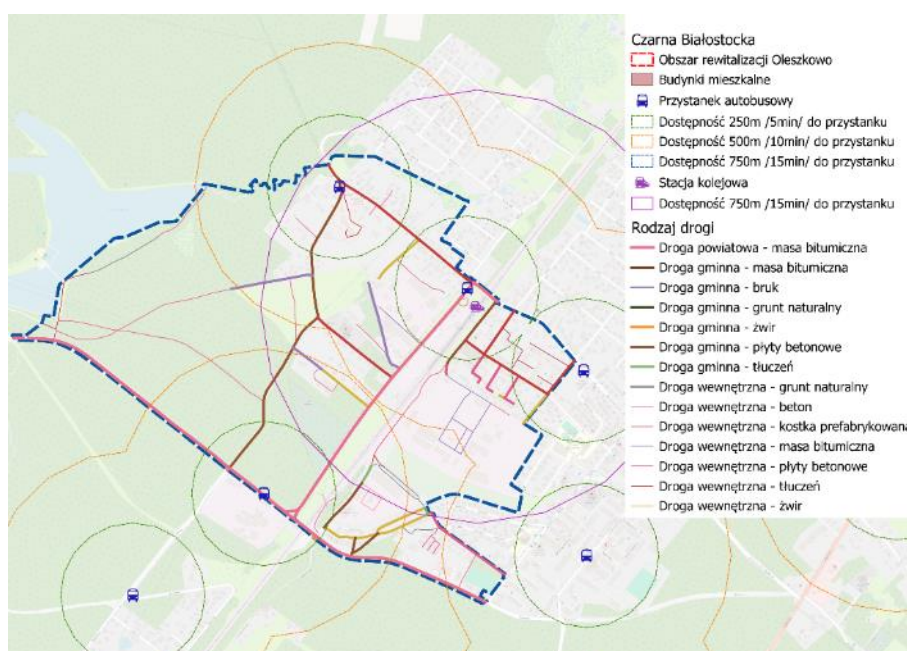 Czarna Białostocka
Obszar rewitalizacji Oleszkowo
Budynki mieszkalne
Przystanek autobusowy
Dostępność 250m /5min/ do przystanku
Dostępność 500m /10min/ do przystanku
Dostępność 750m /15min/ do przystanku
Stacja kolejowa
Dostępność 750m /15min/ do przystanku
Rodzaj drogi
Droga powiatowa - masa bitumiczna
Droga gminna - masa bitumiczna
Droga gminna - bruk
Droga gminna - grunt naturalny
Droga gminna - żwir
Droga gminna - płyty betonowe
Droga gminna - tłuczeń
Droga wewnętrzna - grunt naturalny
Droga wewnętrzna - beton
Droga wewnętrzna - kostka prefabrykowana
Droga wewnętrzna - masa bitumiczna
Droga wewnętrzna - płyty betonowe
Droga wewnętrzna - tłuczeń
Droga wewnętrzna - żwir